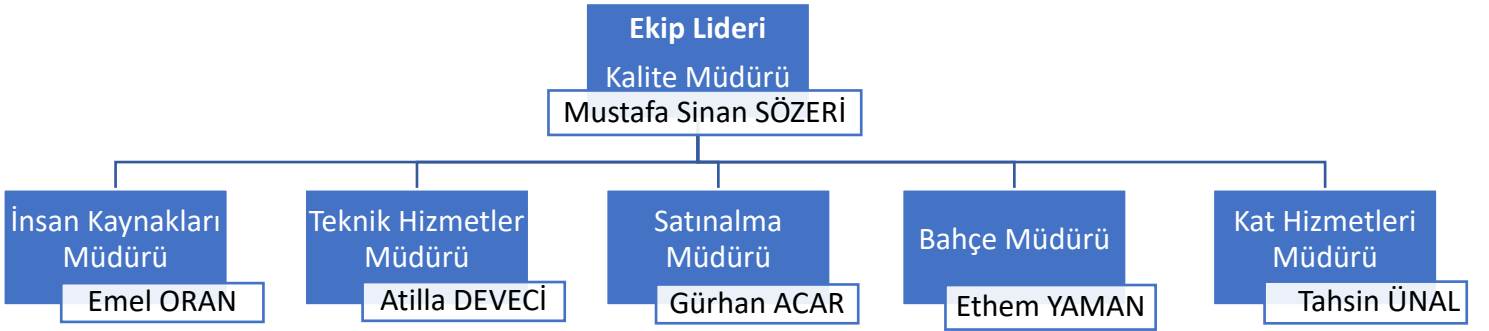 Ekip Lideri
Kalite Müdürü
Mustafa Sinan SÖZERİ
İnsan Kaynakları
Müdürü
Emel ORAN
Teknik Hizmetler
Müdürü
Atilla DEVECİ
Satınalma
Müdürü
Gürhan ACAR
Bahçe Müdürü
Ethem YAMAN
Kat Hizmetleri
Müdürü
Tahsin ÜNAL